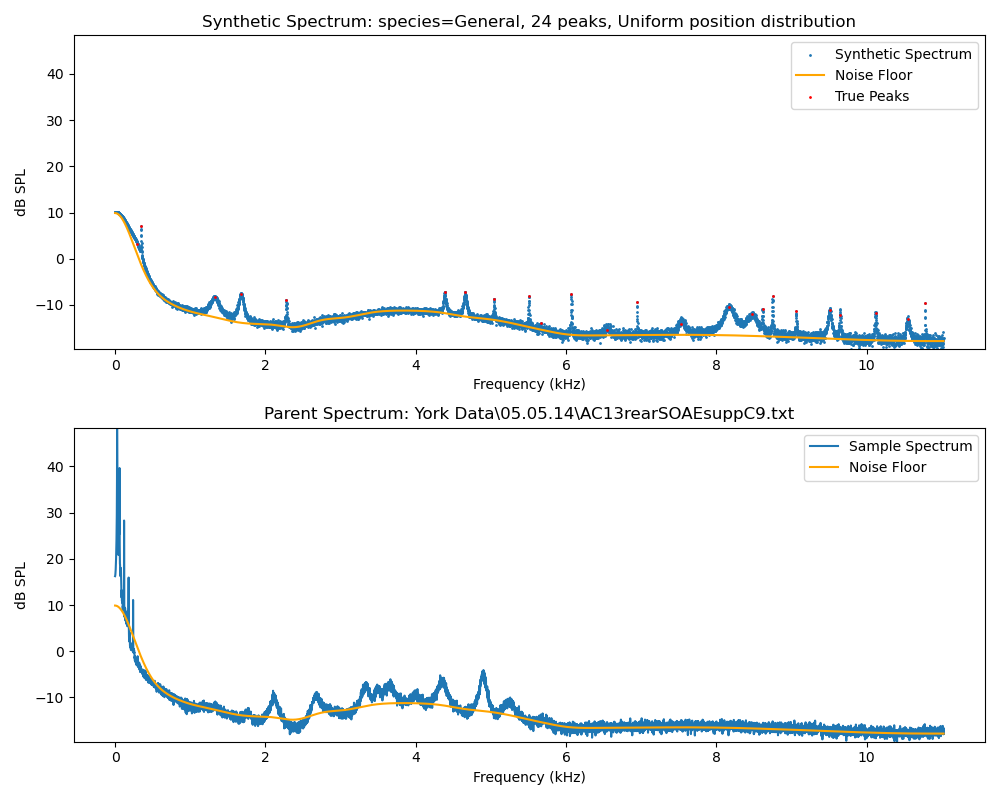 Synthetic Spectrum: species=General, 24 peaks, Uniform position distribution
dB SPL
40
30
20
10
0
−10
Synthetic Spectrum
Noise Floor
True Peaks
0 2 4 6 8 10
Frequency (kHz)
Parent Spectrum: York Data\05.05.14\AC13rearSOAEsuppC9.txt
dB SPL
40
30
20
10
0
−10
Sample Spectrum
Noise Floor
0 2 4 6 8 10
Frequency (kHz)